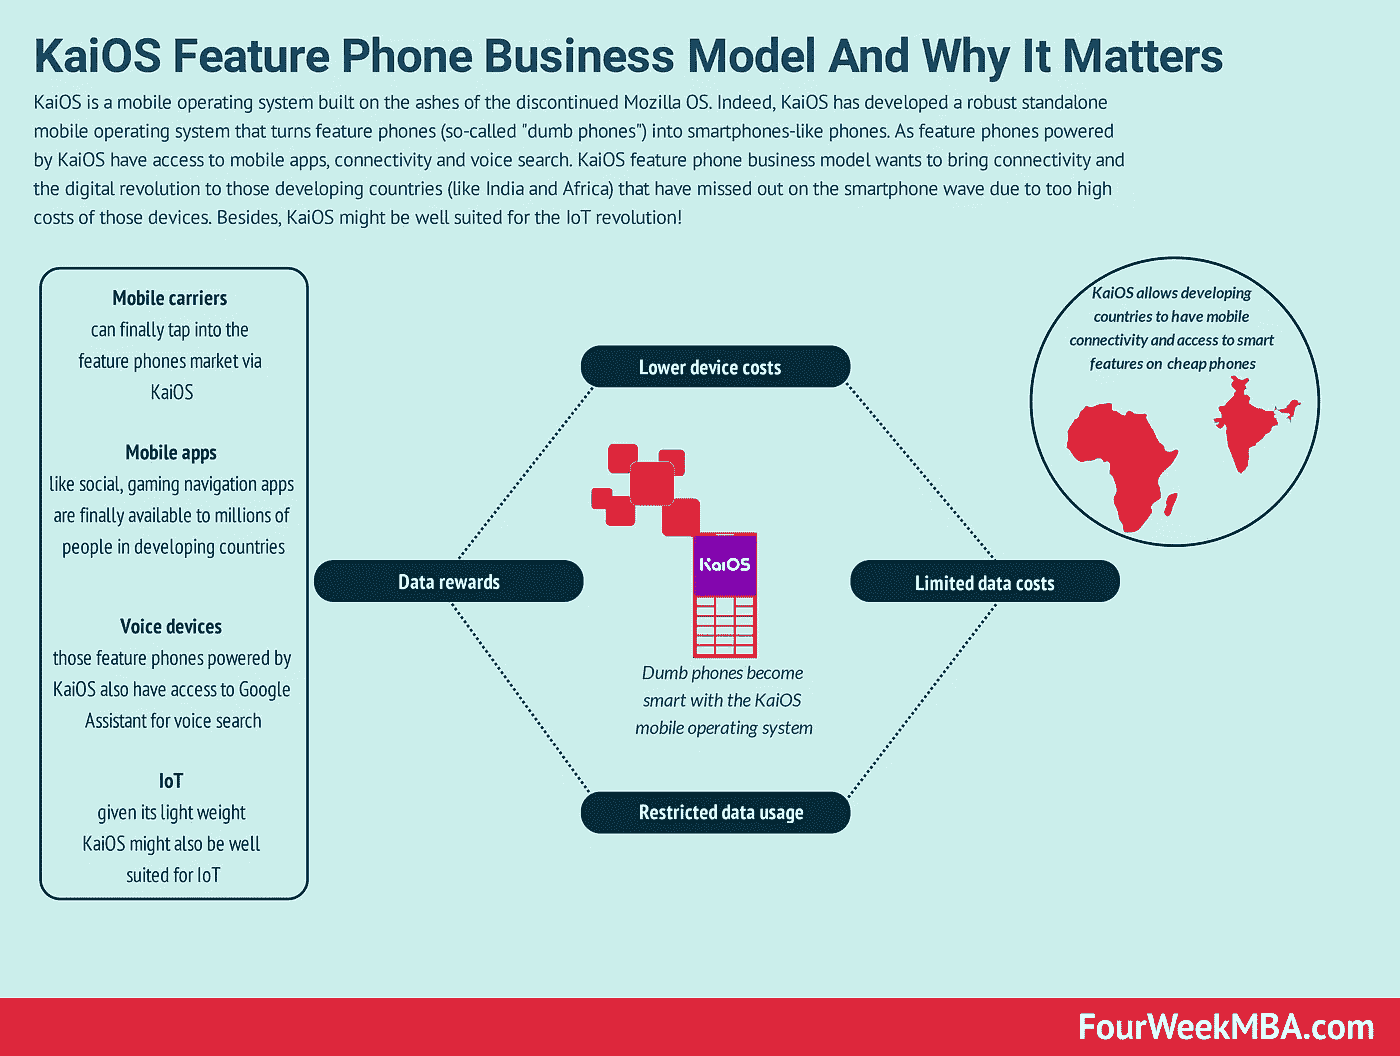 KaiOS Feature Phone Business Model And Why It Matters
KaiOS is a mobile operating system built on the ashes of the discontinued Mozilla OS. Indeed, KaiOS has developed a robust standalone
mobile operating system that turns feature phones (so-called "dumb phones") into smartphones-like phones. As feature phones powered
by KaiOS have access to mobile apps, connectivity and voice search. KaiOS feature phone business model wants to bring connectivity and
the digital revolution to those developing countries (like India and Africa) that have missed out on the smartphone wave due to too high
costs of those devices. Besides, KaiOS might be well suited for the IoT revolution!
Mobile carriers
can finally tap into the
feature phones market via
KaiOS
Mobile apps
like social, gaming navigation apps
are finally available to millions of
people in developing countries
Voice devices
those feature phones powered by
KaiOS also have access to Google
Assistant for voice search
IoT
given its light weight
KaiOS might also be well
suited for IoT
Lower device costs
Data rewards
KaiOS
Limited data costs
Dumb phones become
smart with the KaiOS
mobile operating system
Restricted data usage
KaiOS allows developing
countries to have mobile
connectivity and access to smart
features on cheap phones
FourWeekMBA.com